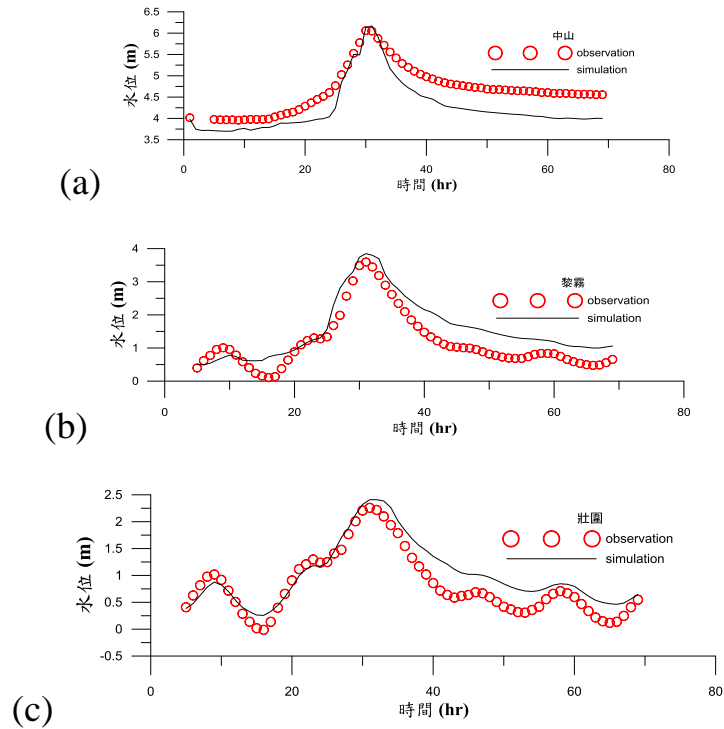 6.5
6
5.5
5
4.5
4
3.5
水位 (m)
中山
observation
simulation
0
20
40
60
80
時間 (hr)
(a)
4
3
2
1
0
水位 (m)
黎霧
observation
simulation
0
20
40
60
80
時間 (hr)
(b)
2.5
2
1.5
1
0.5
0
-0.5
水位 (m)
壯圍
observation
simulation
0
20
40
60
80
時間 (hr)
(c)